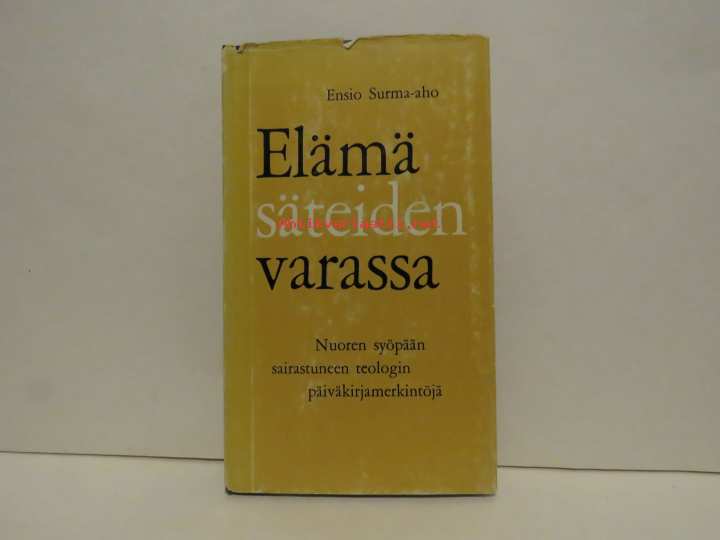 Ensio Surma-aho
Elämä
säteiden
varassa
Nuoren syöpään
sairastuneen teologin
päiväkirjamerkintöjä